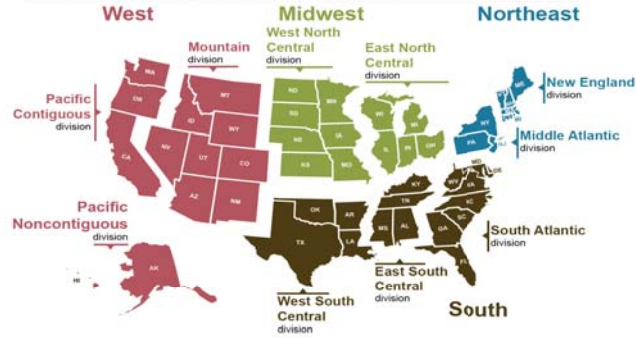 West
Midwest
Northeast
Mountain
division
West North
Central
division
East North
Central
division
New England
division
Middle Atlantic
division
Pacific
Contiguous
division
Pacific
Noncontiguous
division
West South
Central
division
East South
Central
division
South Atlantic
division
South
WA
MT
ID
WY
NV
UT
CO
CA
AZ
NM
AK
HI
ND
MN
SD
IA
NE
KS
MO
WI
MI
IL
IN
OH
NY
PA
ME
OK
AR
TX
LA
KY
TN
MS
AL
WV
VA
MD
DE
SC
GA
FL